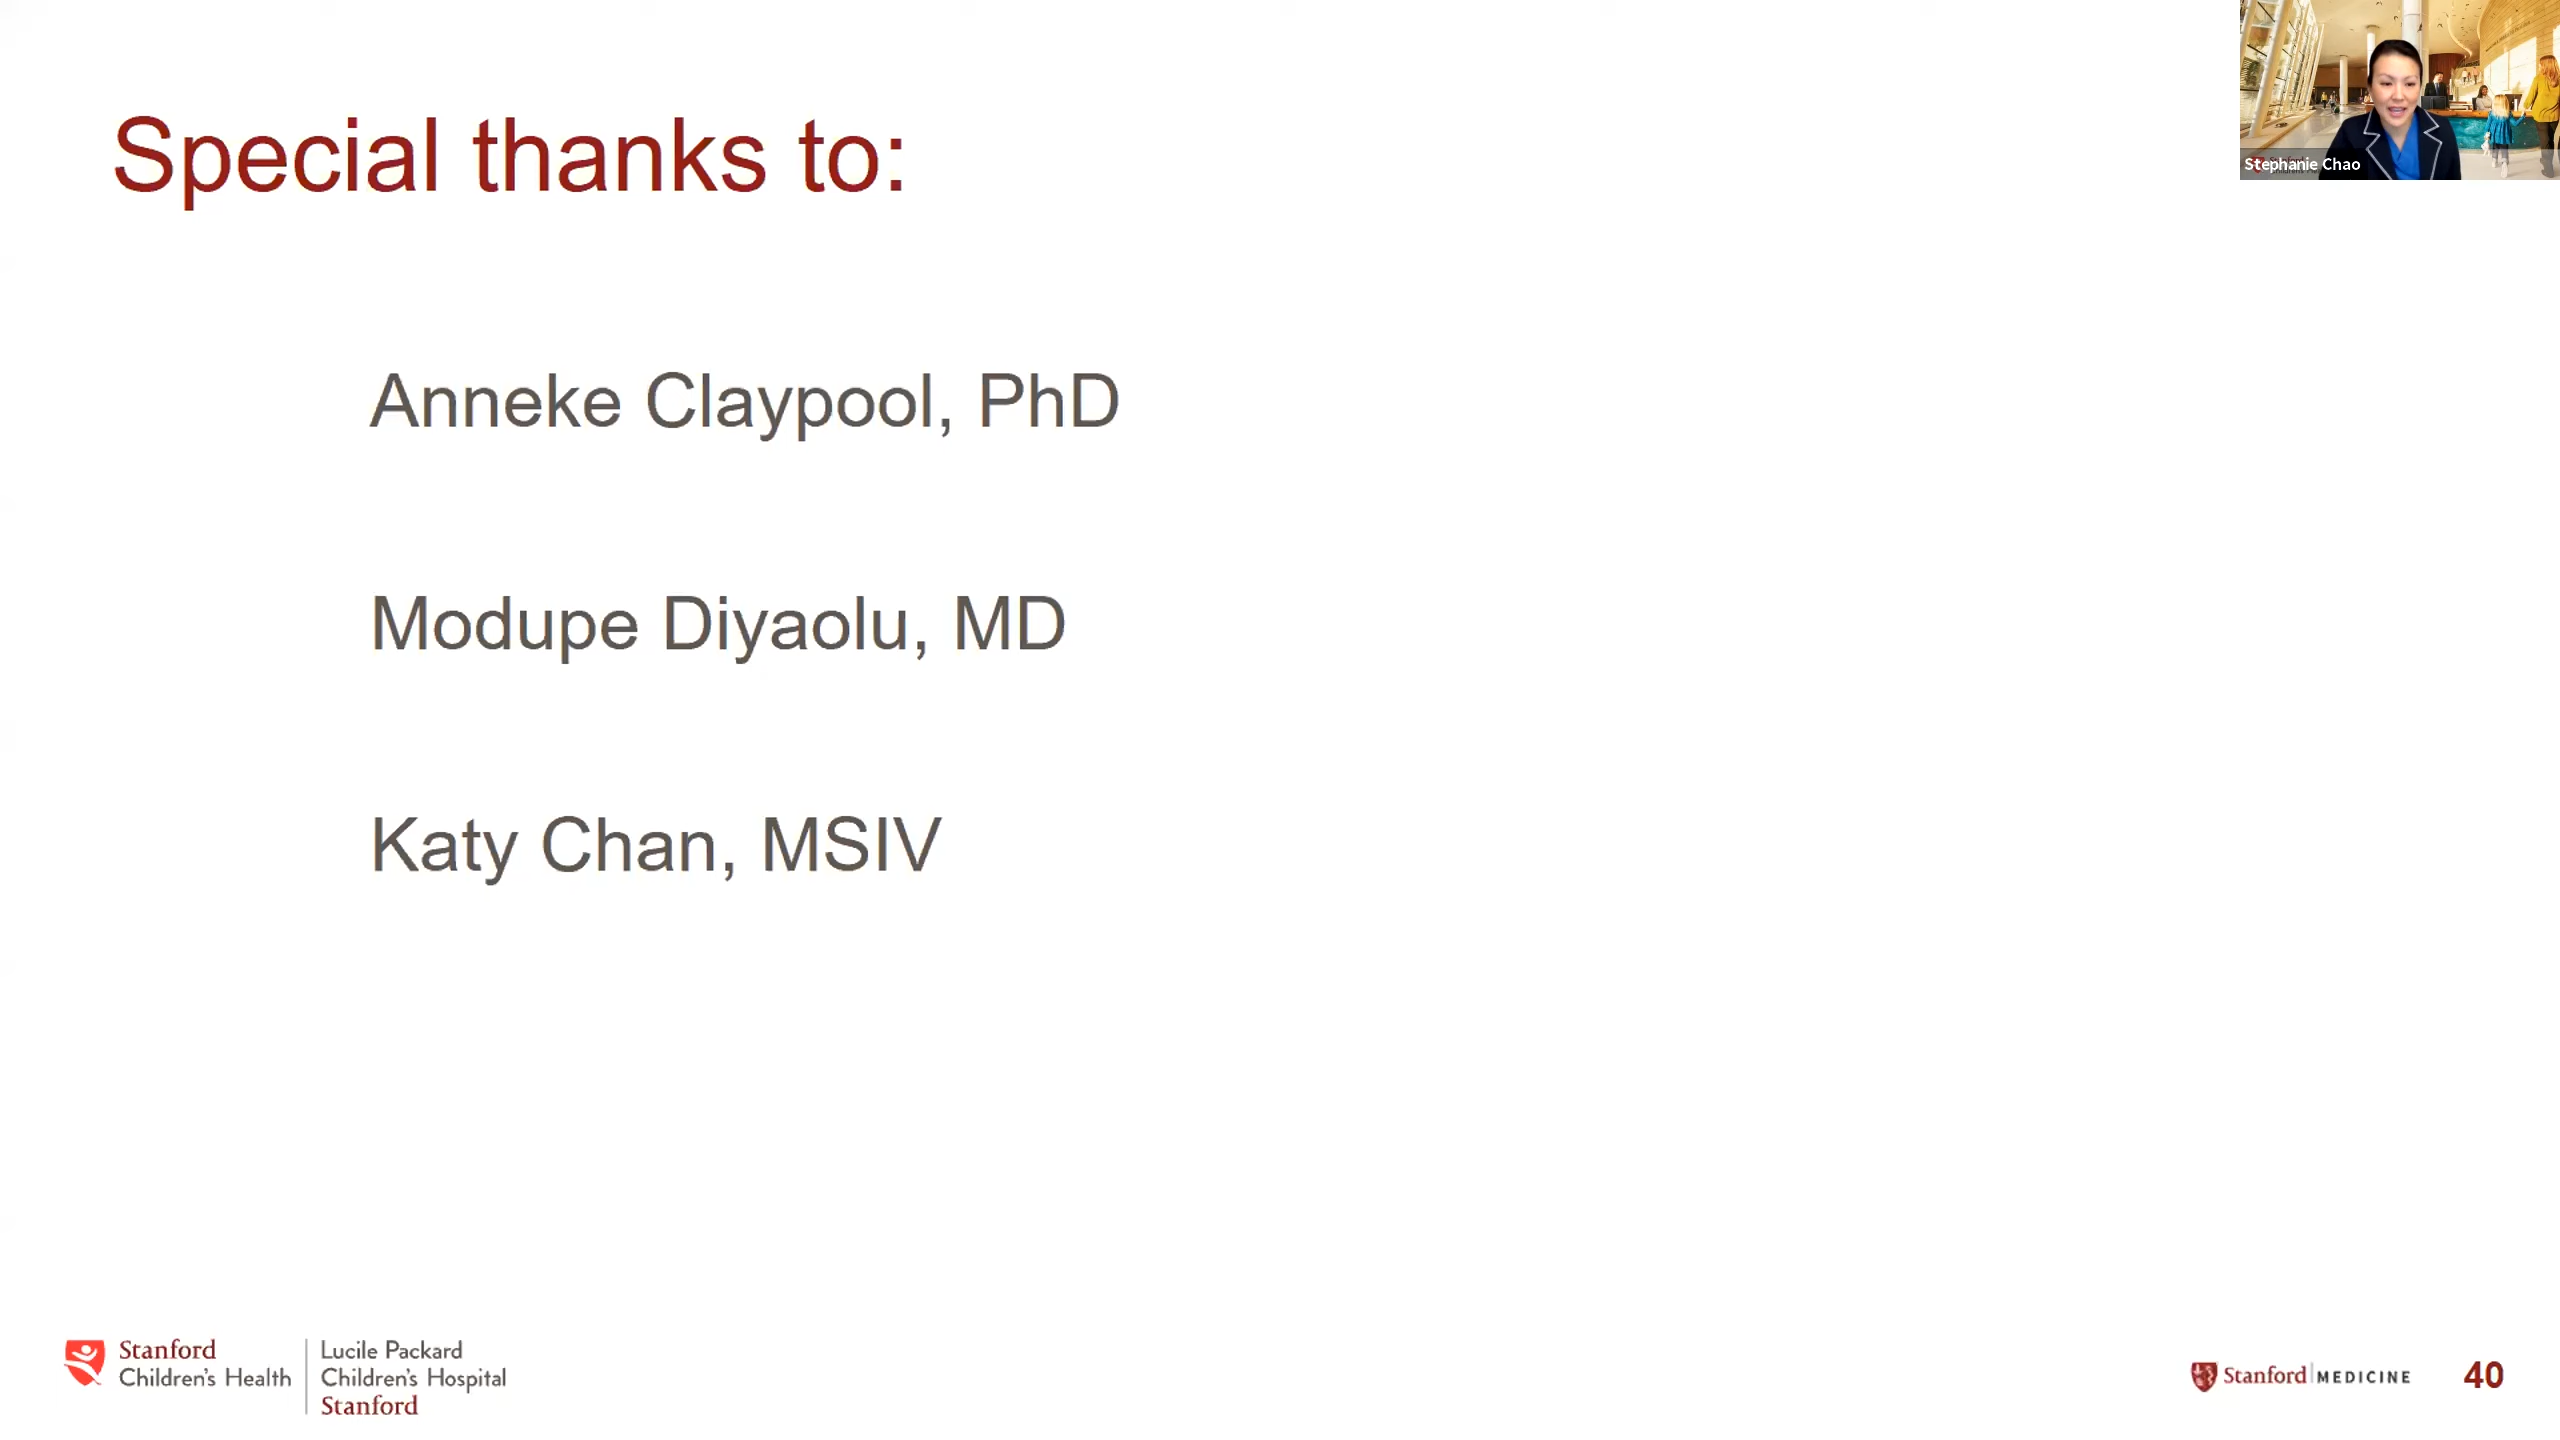 Special thanks to:
Stephanie Chao
Anneke Claypool, PhD
Modupe Diyaolu, MD
Katy Chan, MSIV
Stanford
Children's Health
Lucile Packard
Children's Hospital
Stanford
Stanford MEDICINE
40